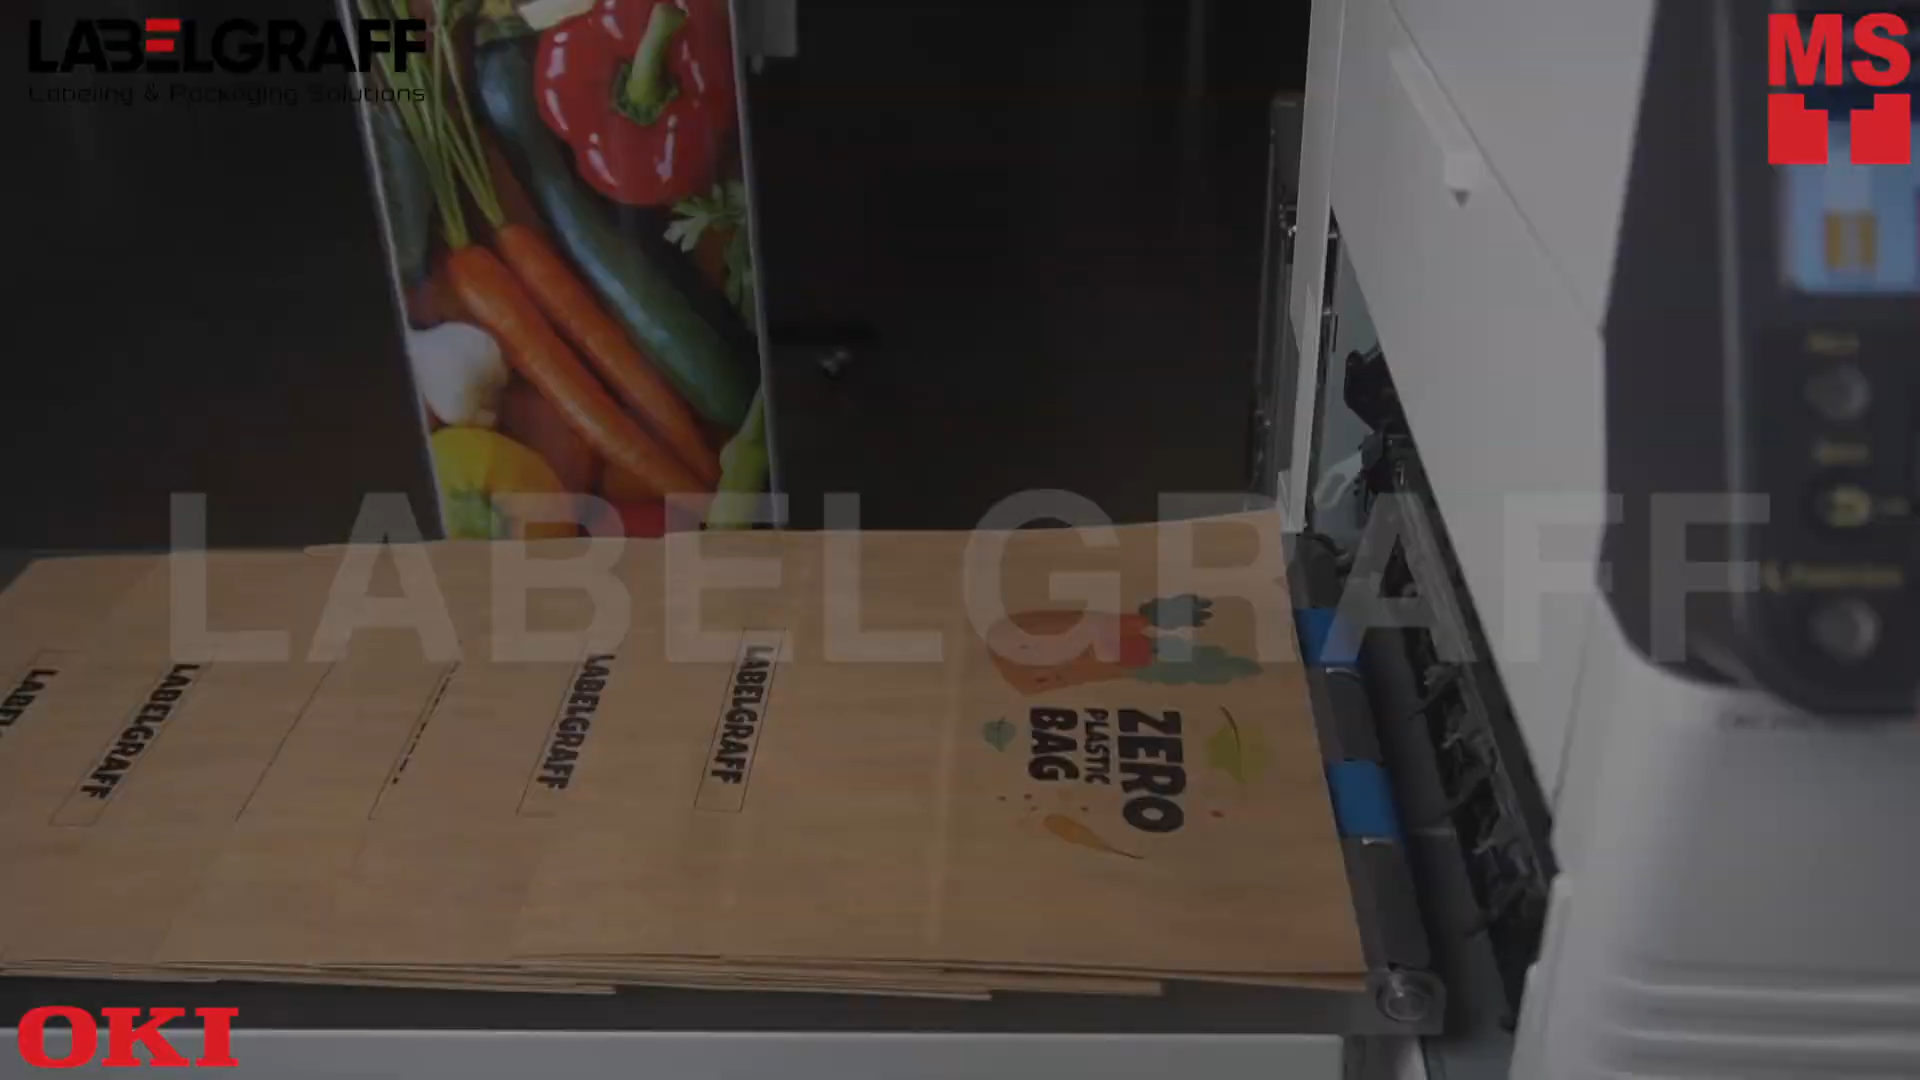 LABELGRAFF
Labeling & Packaging Solutions
MS
LABELGRAFF
LABELGRAFF
LABELGRAFF
LABELGRAFF
ZERO
PLASTIC
BAG
OKI